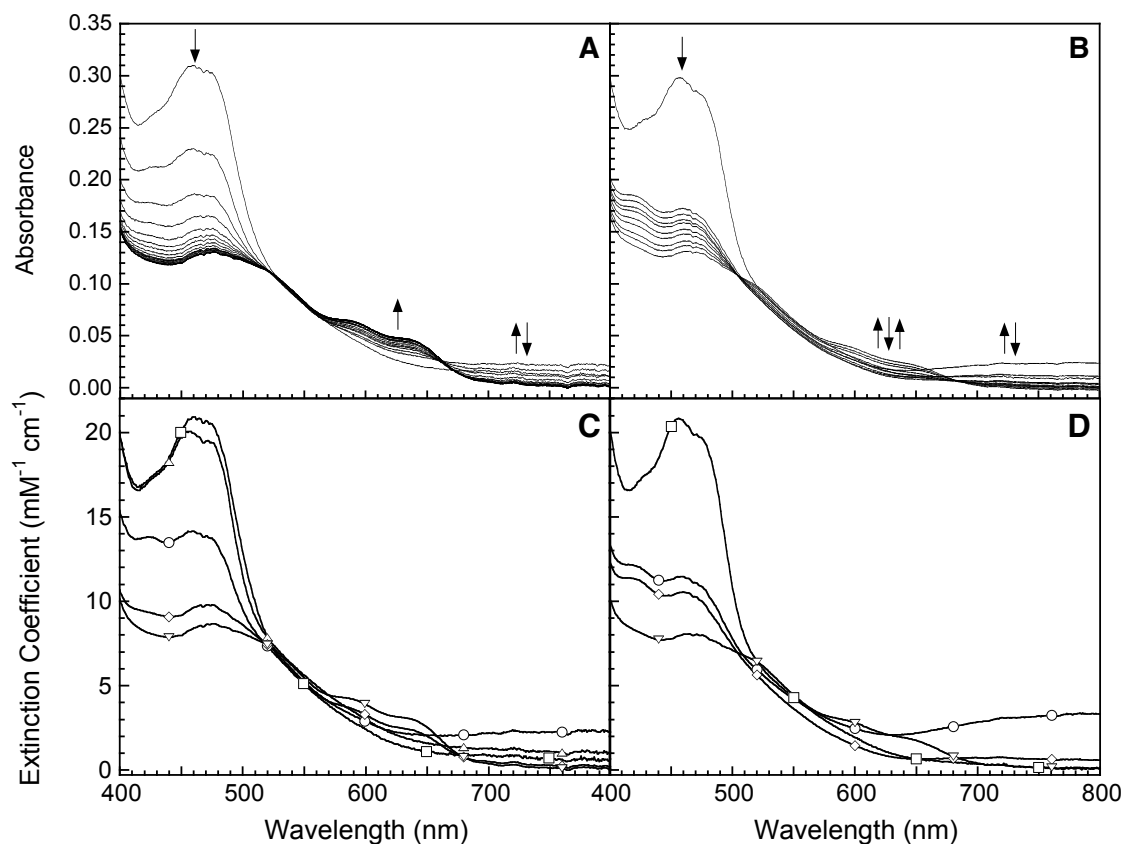 0.35
0.30
0.25
0.20
0.15
0.10
0.05
0.00
Absorbance
A
B
20
15
10
5
0
Extinction Coefficient (mM⁻¹ cm⁻¹)
C
D
400 500 600 700 400 500 600 700 800
Wavelength (nm) Wavelength (nm)